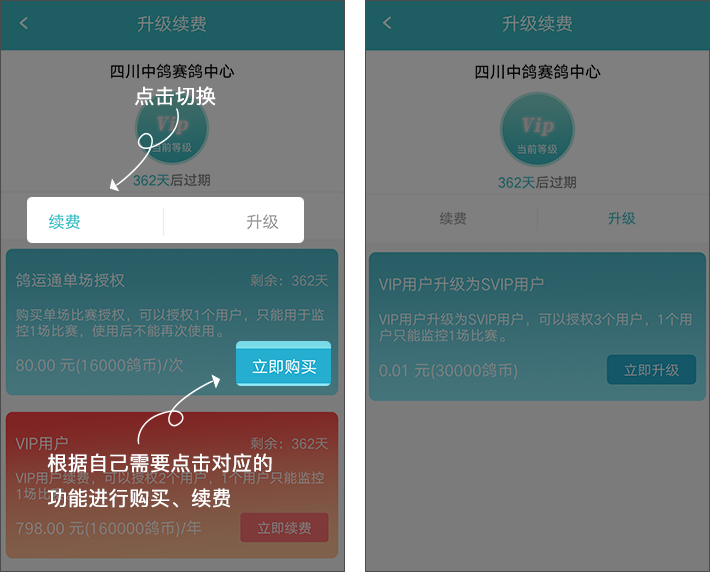 升级续费
四川中鸽赛鸽中心
点击切换
Vip
当前等级
362天后过期
续费
升级
鸽运通单场授权
剩余：362天
购买单场比赛授权，可以授权1个用户，只能用于监
控1场比赛，使用后不能再次使用。
80.00 元(16000鸽币)/次
立即购买
VIP用户
剩余：362天
根据自己需要点击对应的
VIP用户续费，可以授权2个用户，1个用户只能监控
1场比
功能进行购买、续费
798.00 元(160000鸽币)/年
立即续费
升级续费
四川中鸽赛鸽中心
Vip
当前等级
362天后过期
续费
升级
VIP用户升级为SVIP用户
VIP用户升级为SVIP用户，可以授权3个用户，1个用
户只能监控1场比赛。
0.01 元(30000鸽币)
立即升级